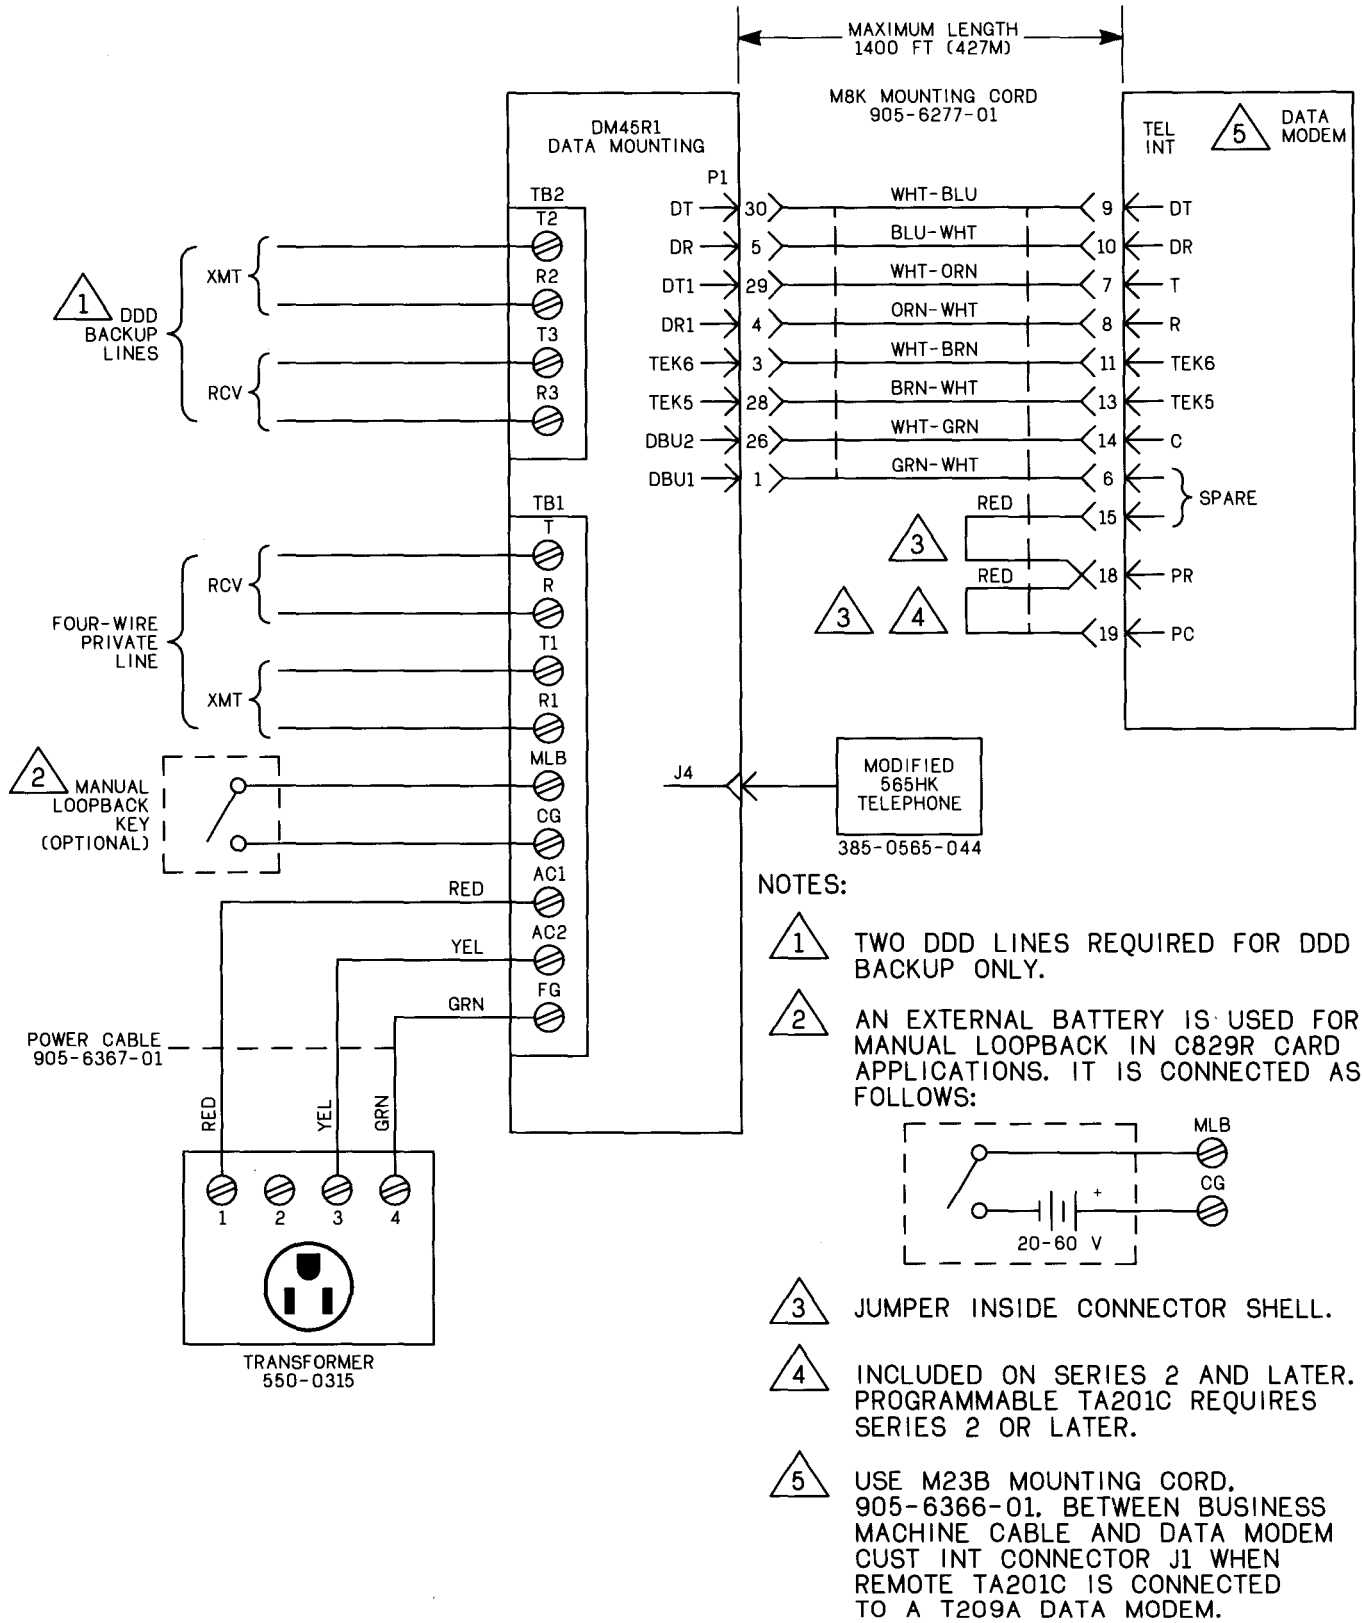 MAXIMUM LENGTH
1400 FT (427M)
M8K MOUNTING CORD
905-6277-01
DM45R1
DATA MOUNTING
TEL
INT
5
DATA
MODEM
P1
DT
30
WHT-BLU
9
DT
DR
5
BLU-WHT
10
DR
DT1
29
WHT-ORN
7
T
DR1
4
ORN-WHT
8
R
TEK6
3
WHT-BRN
11
TEK6
TEK5
28
BRN-WHT
13
TEK5
DBU2
26
WHT-GRN
14
C
DBU1
1
GRN-WHT
6
SPARE
RED
15
3
RED
18
PR
3
4
19
PC
TB2
T2
R2
T3
R3
XMT
RCV
1
DDD
BACKUP
LINES
TB1
T
R
T1
R1
MLB
CG
AC1
AC2
FG
RCV
XMT
FOUR-WIRE
PRIVATE
LINE
2
MANUAL
LOOPBACK
KEY
(OPTIONAL)
RED
YEL
GRN
POWER CABLE
905-6367-01
RED
YEL
GRN
1
2
3
4
TRANSFORMER
550-0315
J4
MODIFIED
565HK
TELEPHONE
385-0565-044
NOTES:
1
TWO DDD LINES REQUIRED FOR DDD
BACKUP ONLY.
2
AN EXTERNAL BATTERY IS USED FOR
MANUAL LOOPBACK IN C829R CARD
APPLICATIONS. IT IS CONNECTED AS
FOLLOWS:
MLB
CG
+
20-60 V
3
JUMPER INSIDE CONNECTOR SHELL.
4
INCLUDED ON SERIES 2 AND LATER.
PROGRAMMABLE TA201C REQUIRES
SERIES 2 OR LATER.
5
USE M23B MOUNTING CORD,
905-6366-01, BETWEEN BUSINESS
MACHINE CABLE AND DATA MODEM
CUST INT CONNECTOR J1 WHEN
REMOTE TA201C IS CONNECTED
TO A T209A DATA MODEM.